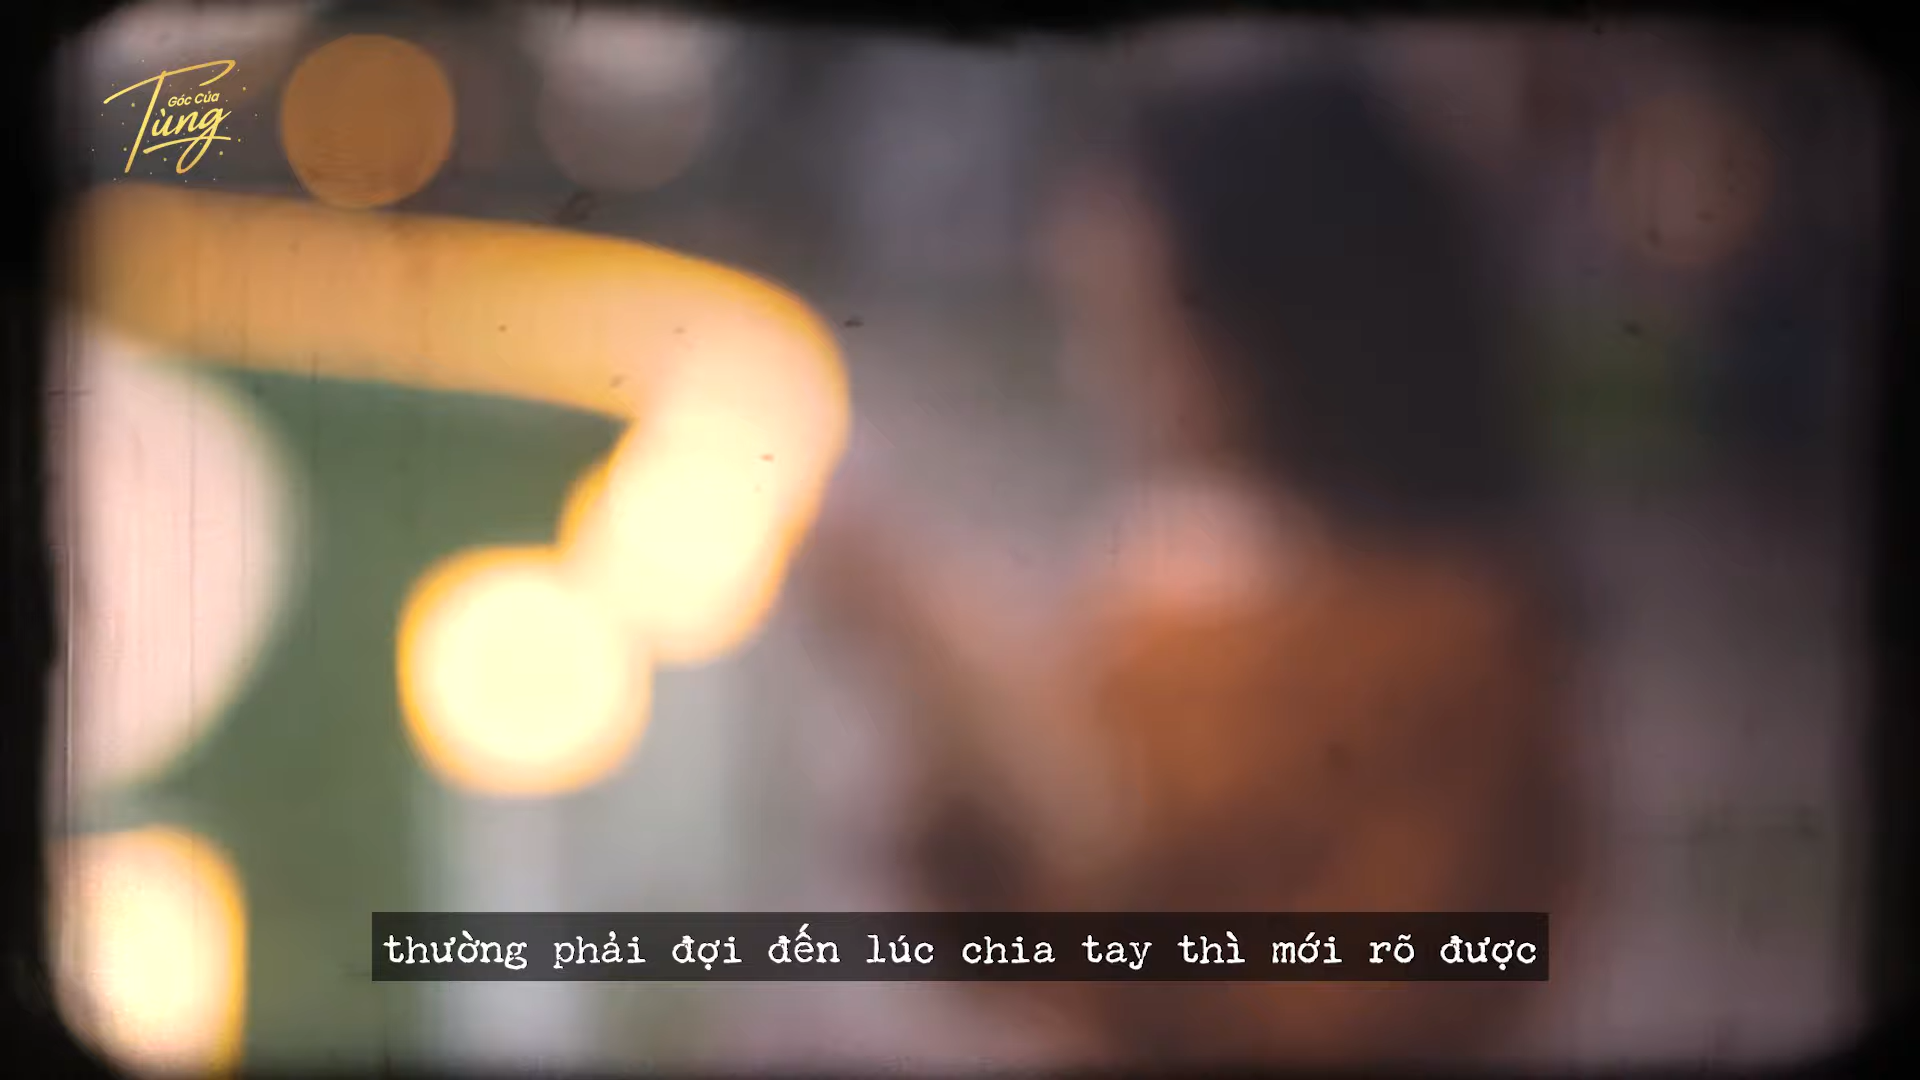 Góc Của
Tùng
thường phải đợi đến lúc chia tay thì mới rõ được